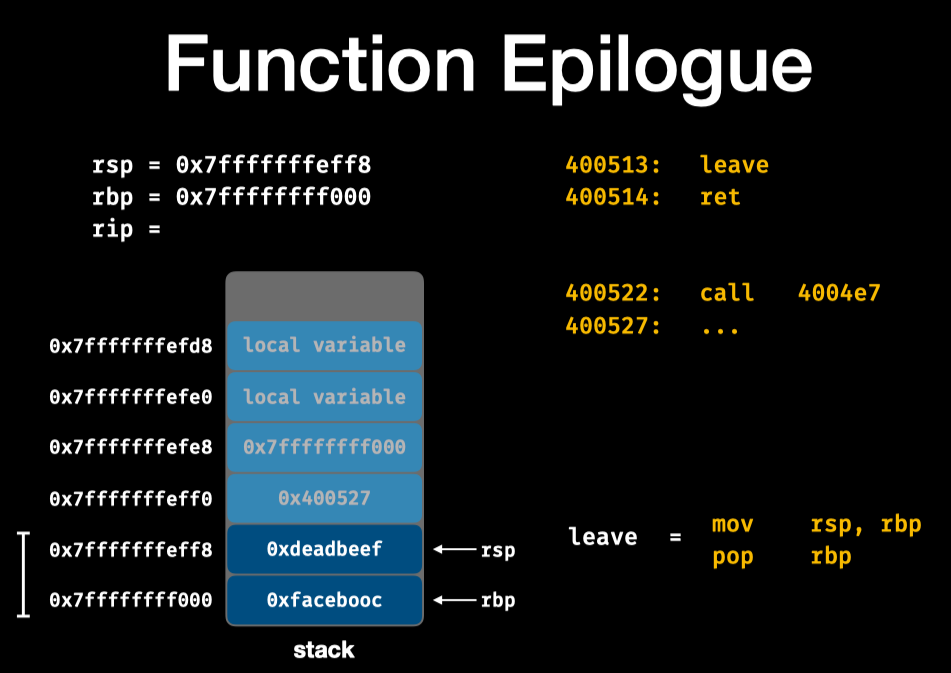 Function Epilogue
rsp = 0x7fffffffeff8
rbp = 0x7ffffffff000
rip =
400513: leave
400514: ret
400522: call 4004e7
400527: ...
0x7fffffffefd8 local variable
0x7fffffffefe0 local variable
0x7fffffffefe8 0x7ffffffff000
0x7fffffffeff0 0x400527
0x7fffffffeff8 0xdeadbeef rsp
0x7ffffffff000 0xfacebooc rbp
stack
leave = mov rsp, rbp
pop rbp